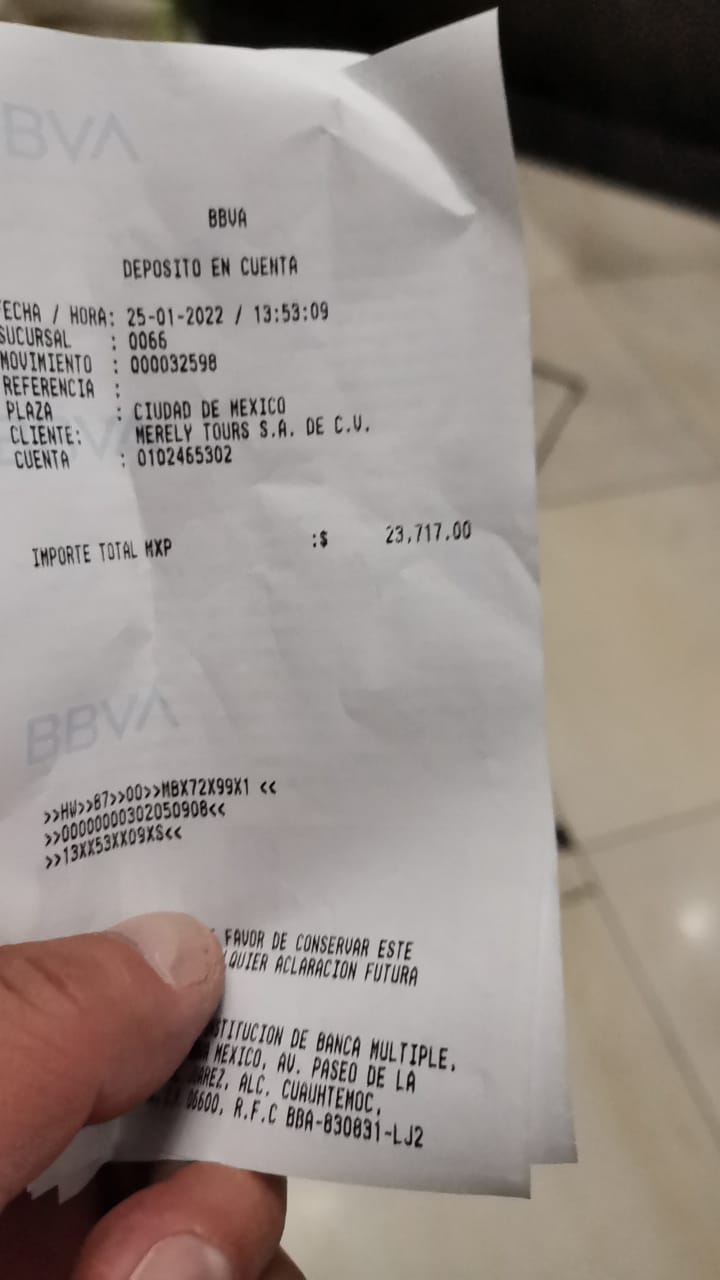 BBVA
BBVA
DEPOSITO EN CUENTA
FECHA / HORA: 25-01-2022 / 13:53:09
SUCURSAL : 0066
MOVIMIENTO : 000032598
REFERENCIA :
PLAZA : CIUDAD DE MEXICO
CLIENTE: MERELY TOURS S.A. DE C.V.
CUENTA : 0102465302
IMPORTE TOTAL MXP :$ 23,717.00
BBVA
>>HW>>87>>00>>MBX72X99X1 <<
>>00000000302050908<<
>>13XX53XX09XS<<
FAVOR DE CONSERVAR ESTE
ACLARACION FUTURA
DE BANCA MULTIPLE,
MEXICO, AV. PASEO DE LA
ALC. CUAUHTEMOC,
06600, R.F.C BBA-830831-LJ2